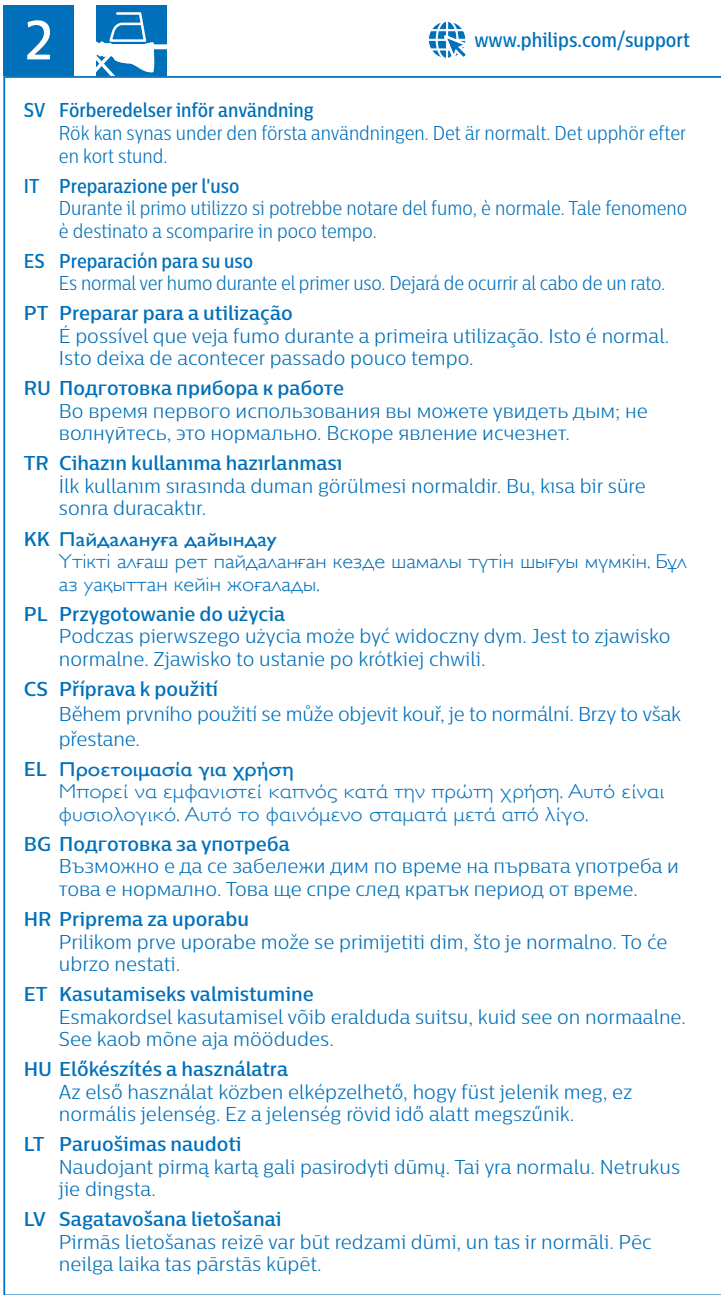 2
www.philips.com/support
SV Förberedelser inför användning
Rök kan synas under den första användningen. Det är normalt. Det upphör efter
en kort stund.
IT Preparazione per l'uso
Durante il primo utilizzo si potrebbe notare del fumo, è normale. Tale fenomeno
è destinato a scomparire in poco tempo.
ES Preparación para su uso
Es normal ver humo durante el primer uso. Dejará de ocurrir al cabo de un rato.
PT Preparar para a utilização
É possível que veja fumo durante a primeira utilização. Isto é normal.
Isto deixa de acontecer passado pouco tempo.
RU Подготовка прибора к работе
Во время первого использования вы можете увидеть дым; не
волнуйтесь, это нормально. Вскоре явление исчезнет.
TR Cihazın kullanıma hazırlanması
İlk kullanım sırasında duman görülmesi normaldir. Bu, kısa bir süre
sonra duracaktır.
KK Пайдалануға дайындау
Үтікті алғаш рет пайдаланған кезде шамалы түтін шығуы мүмкін. Бұл
аз уақыттан кейін жоғалады.
PL Przygotowanie do użycia
Podczas pierwszego użycia może być widoczny dym. Jest to zjawisko
normalne. Zjawisko to ustanie po krótkiej chwili.
CS Příprava k použití
Během prvního použití se může objevit kouř, je to normální. Brzy to však
přestane.
EL Προετοιμασία για χρήση
Μπορεί να εμφανιστεί καπνός κατά την πρώτη χρήση. Αυτό είναι
φυσιολογικό. Αυτό το φαινόμενο σταματά μετά από λίγο.
BG Подготовка за употреба
Възможно е да се забележи дим по време на първата употреба и
това е нормално. Това ще спре след кратък период от време.
HR Priprema za uporabu
Prilikom prve uporabe može se primijetiti dim, što je normalno. To će
ubrzo nestati.
ET Kasutamiseks valmistumine
Esmakordsel kasutamisel võib eralduda suitsu, kuid see on normaalne.
See kaob mõne aja möödudes.
HU Előkészítés a használatra
Az első használat közben elképzelhető, hogy füst jelenik meg, ez
normális jelenség. Ez a jelenség rövid idő alatt megszűnik.
LT Paruošimas naudoti
Naudojant pirmą kartą gali pasirodyti dūmų. Tai yra normalu. Netrukus
jie dingsta.
LV Sagatavošana lietošanai
Pirmās lietošanas reizē var būt redzami dūmi, un tas ir normāli. Pēc
neilga laika tas pārstās kūpēt.